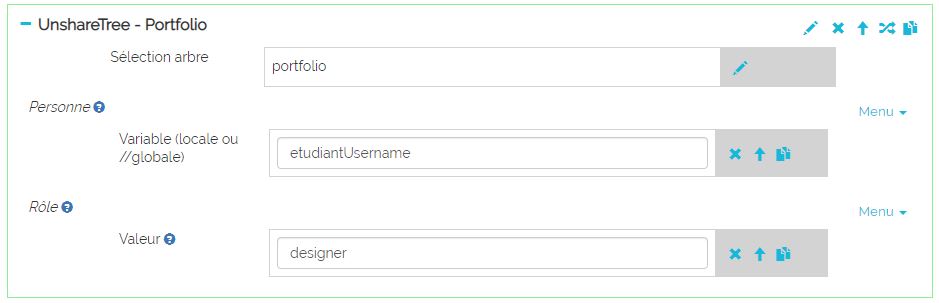 UnshareTree - Portfolio
Sélection arbre
portfolio
Personne
Menu
Variable (locale ou
//globale)
etudiantUsername
Rôle
Menu
Valeur
designer